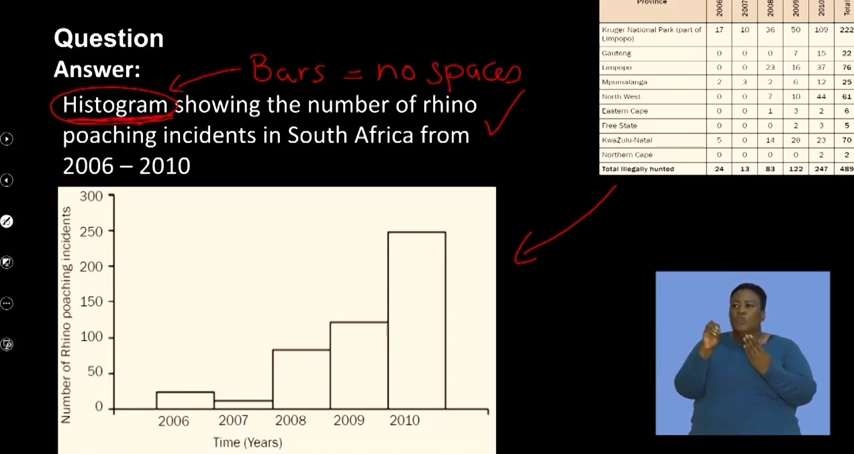 Question
Answer:
Bars = no spaces
Histogram showing the number of rhino
poaching incidents in South Africa from
2006 – 2010
Number of Rhino poaching incidents
300
250
200
150
100
50
0
2006 2007 2008 2009 2010
Time (Years)
Province 2006 2007 2008 2009 2010 Total
Kruger National Park (part of
Limpopo) 17 10 36 50 109 222
Gauteng 0 0 0 7 15 22
Limpopo 0 0 23 16 37 76
Mpumalanga 2 3 2 6 12 25
North West 0 0 7 10 44 61
Eastern Cape 0 0 1 3 2 6
Free State 0 0 0 2 3 5
KwaZulu-Natal 5 0 14 28 23 70
Northern Cape 0 0 0 0 2 2
Total illegally hunted 24 13 83 122 247 489